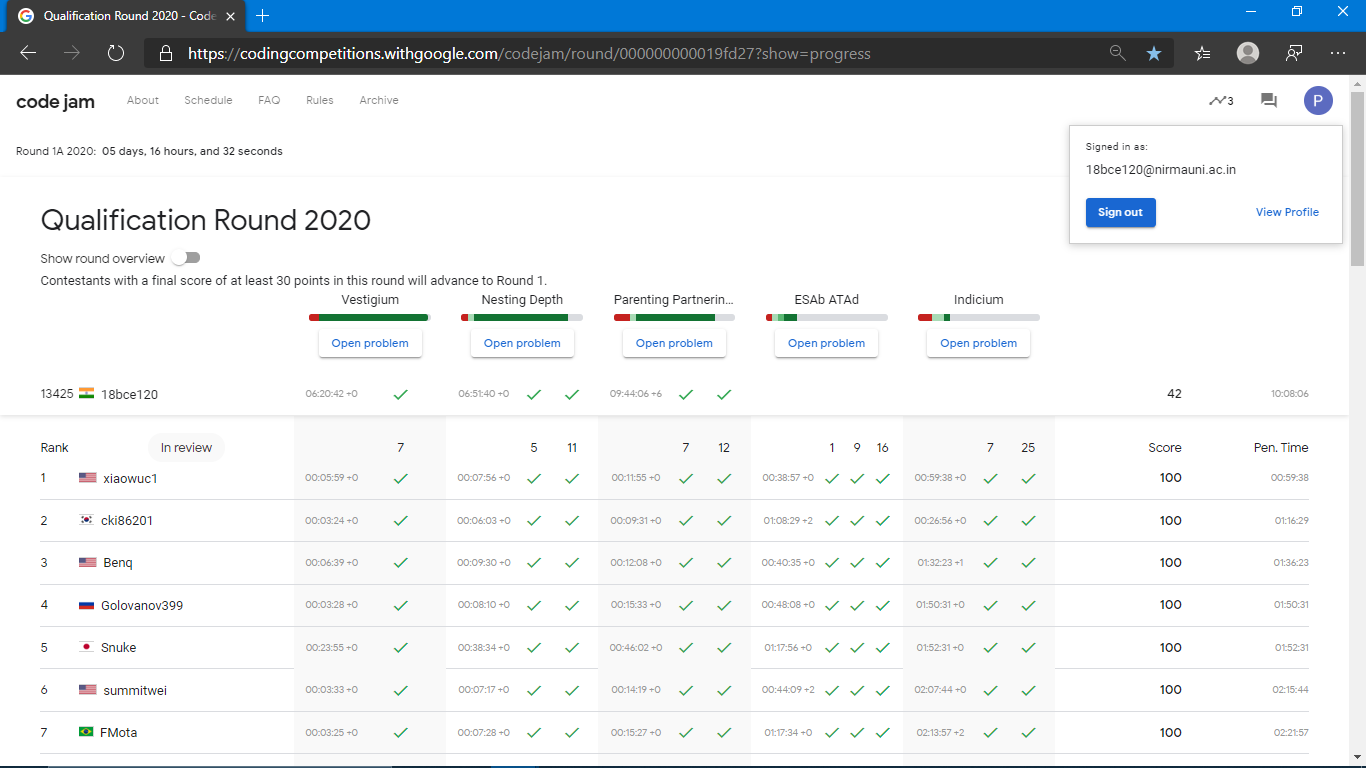 Qualification Round 2020 - Code
https://codingcompetitions.withgoogle.com/codejam/round/000000000019fd27?show=progress
code jam About Schedule FAQ Rules Archive 3 P
Round 1A 2020: 05 days, 16 hours, and 32 seconds
Signed in as:
18bce120@nirmauni.ac.in
Sign out View Profile
Qualification Round 2020
Show round overview
Contestants with a final score of at least 30 points in this round will advance to Round 1.
Vestigium Nesting Depth Parenting Partnerin... ESAb ATAd Indicium
Open problem Open problem Open problem Open problem Open problem
13425 18bce120 06:20:42 +0 06:51:40 +0 09:44:06 +6 42 10:08:06
Rank In review 7 5 11 7 12 1 9 16 7 25 Score Pen. Time
1 xiaowuc1 00:05:59 +0 00:07:56 +0 00:11:55 +0 00:38:57 +0 00:59:38 +0 100 00:59:38
2 cki86201 00:03:24 +0 00:06:03 +0 00:09:31 +0 01:08:29 +2 00:26:56 +0 100 01:16:29
3 Benq 00:06:39 +0 00:09:30 +0 00:12:08 +0 00:40:35 +0 01:32:23 +1 100 01:36:23
4 Golovanov399 00:03:28 +0 00:08:10 +0 00:15:33 +0 00:48:08 +0 01:50:31 +0 100 01:50:31
5 Snuke 00:23:55 +0 00:38:34 +0 00:46:02 +0 01:17:56 +0 01:52:31 +0 100 01:52:31
6 summitwei 00:03:33 +0 00:07:17 +0 00:14:19 +0 00:44:09 +2 02:07:44 +0 100 02:15:44
7 FMota 00:03:25 +0 00:07:28 +0 00:15:27 +0 01:17:34 +0 02:13:57 +2 100 02:21:57